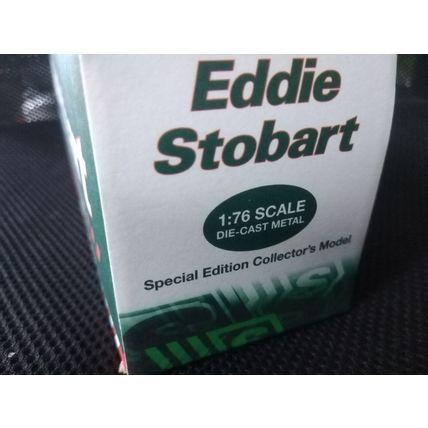 Eddie
Stobart
1:76 SCALE
DIE-CAST METAL
Special Edition Collector's Model